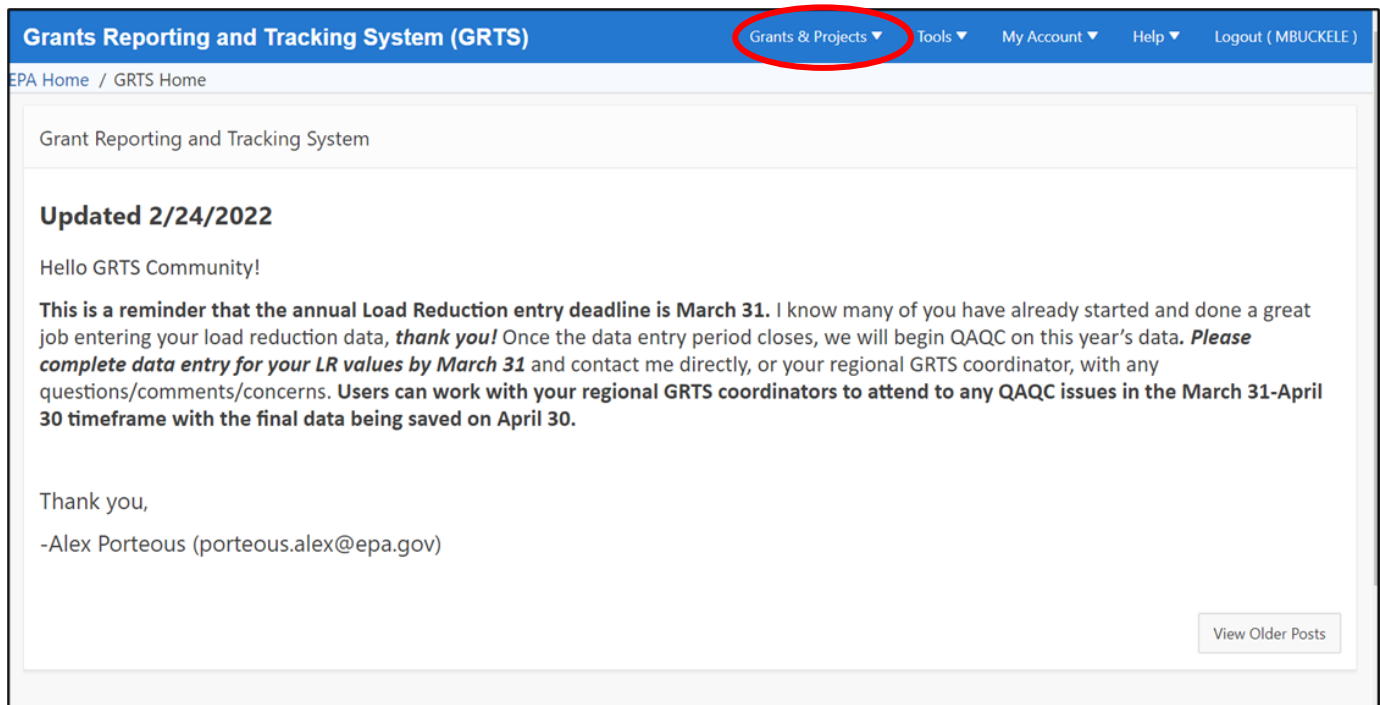 Grants Reporting and Tracking System (GRTS)
Grants & Projects ▼ Tools ▼ My Account ▼ Help ▼ Logout ( MBUCKELE )
EPA Home / GRTS Home
Grant Reporting and Tracking System
Updated 2/24/2022
Hello GRTS Community!
This is a reminder that the annual Load Reduction entry deadline is March 31. I know many of you have already started and done a great
job entering your load reduction data, thank you! Once the data entry period closes, we will begin QAQC on this year's data. Please
complete data entry for your LR values by March 31 and contact me directly, or your regional GRTS coordinator, with any
questions/comments/concerns. Users can work with your regional GRTS coordinators to attend to any QAQC issues in the March 31-April
30 timeframe with the final data being saved on April 30.
Thank you,
-Alex Porteous (porteous.alex@epa.gov)
View Older Posts